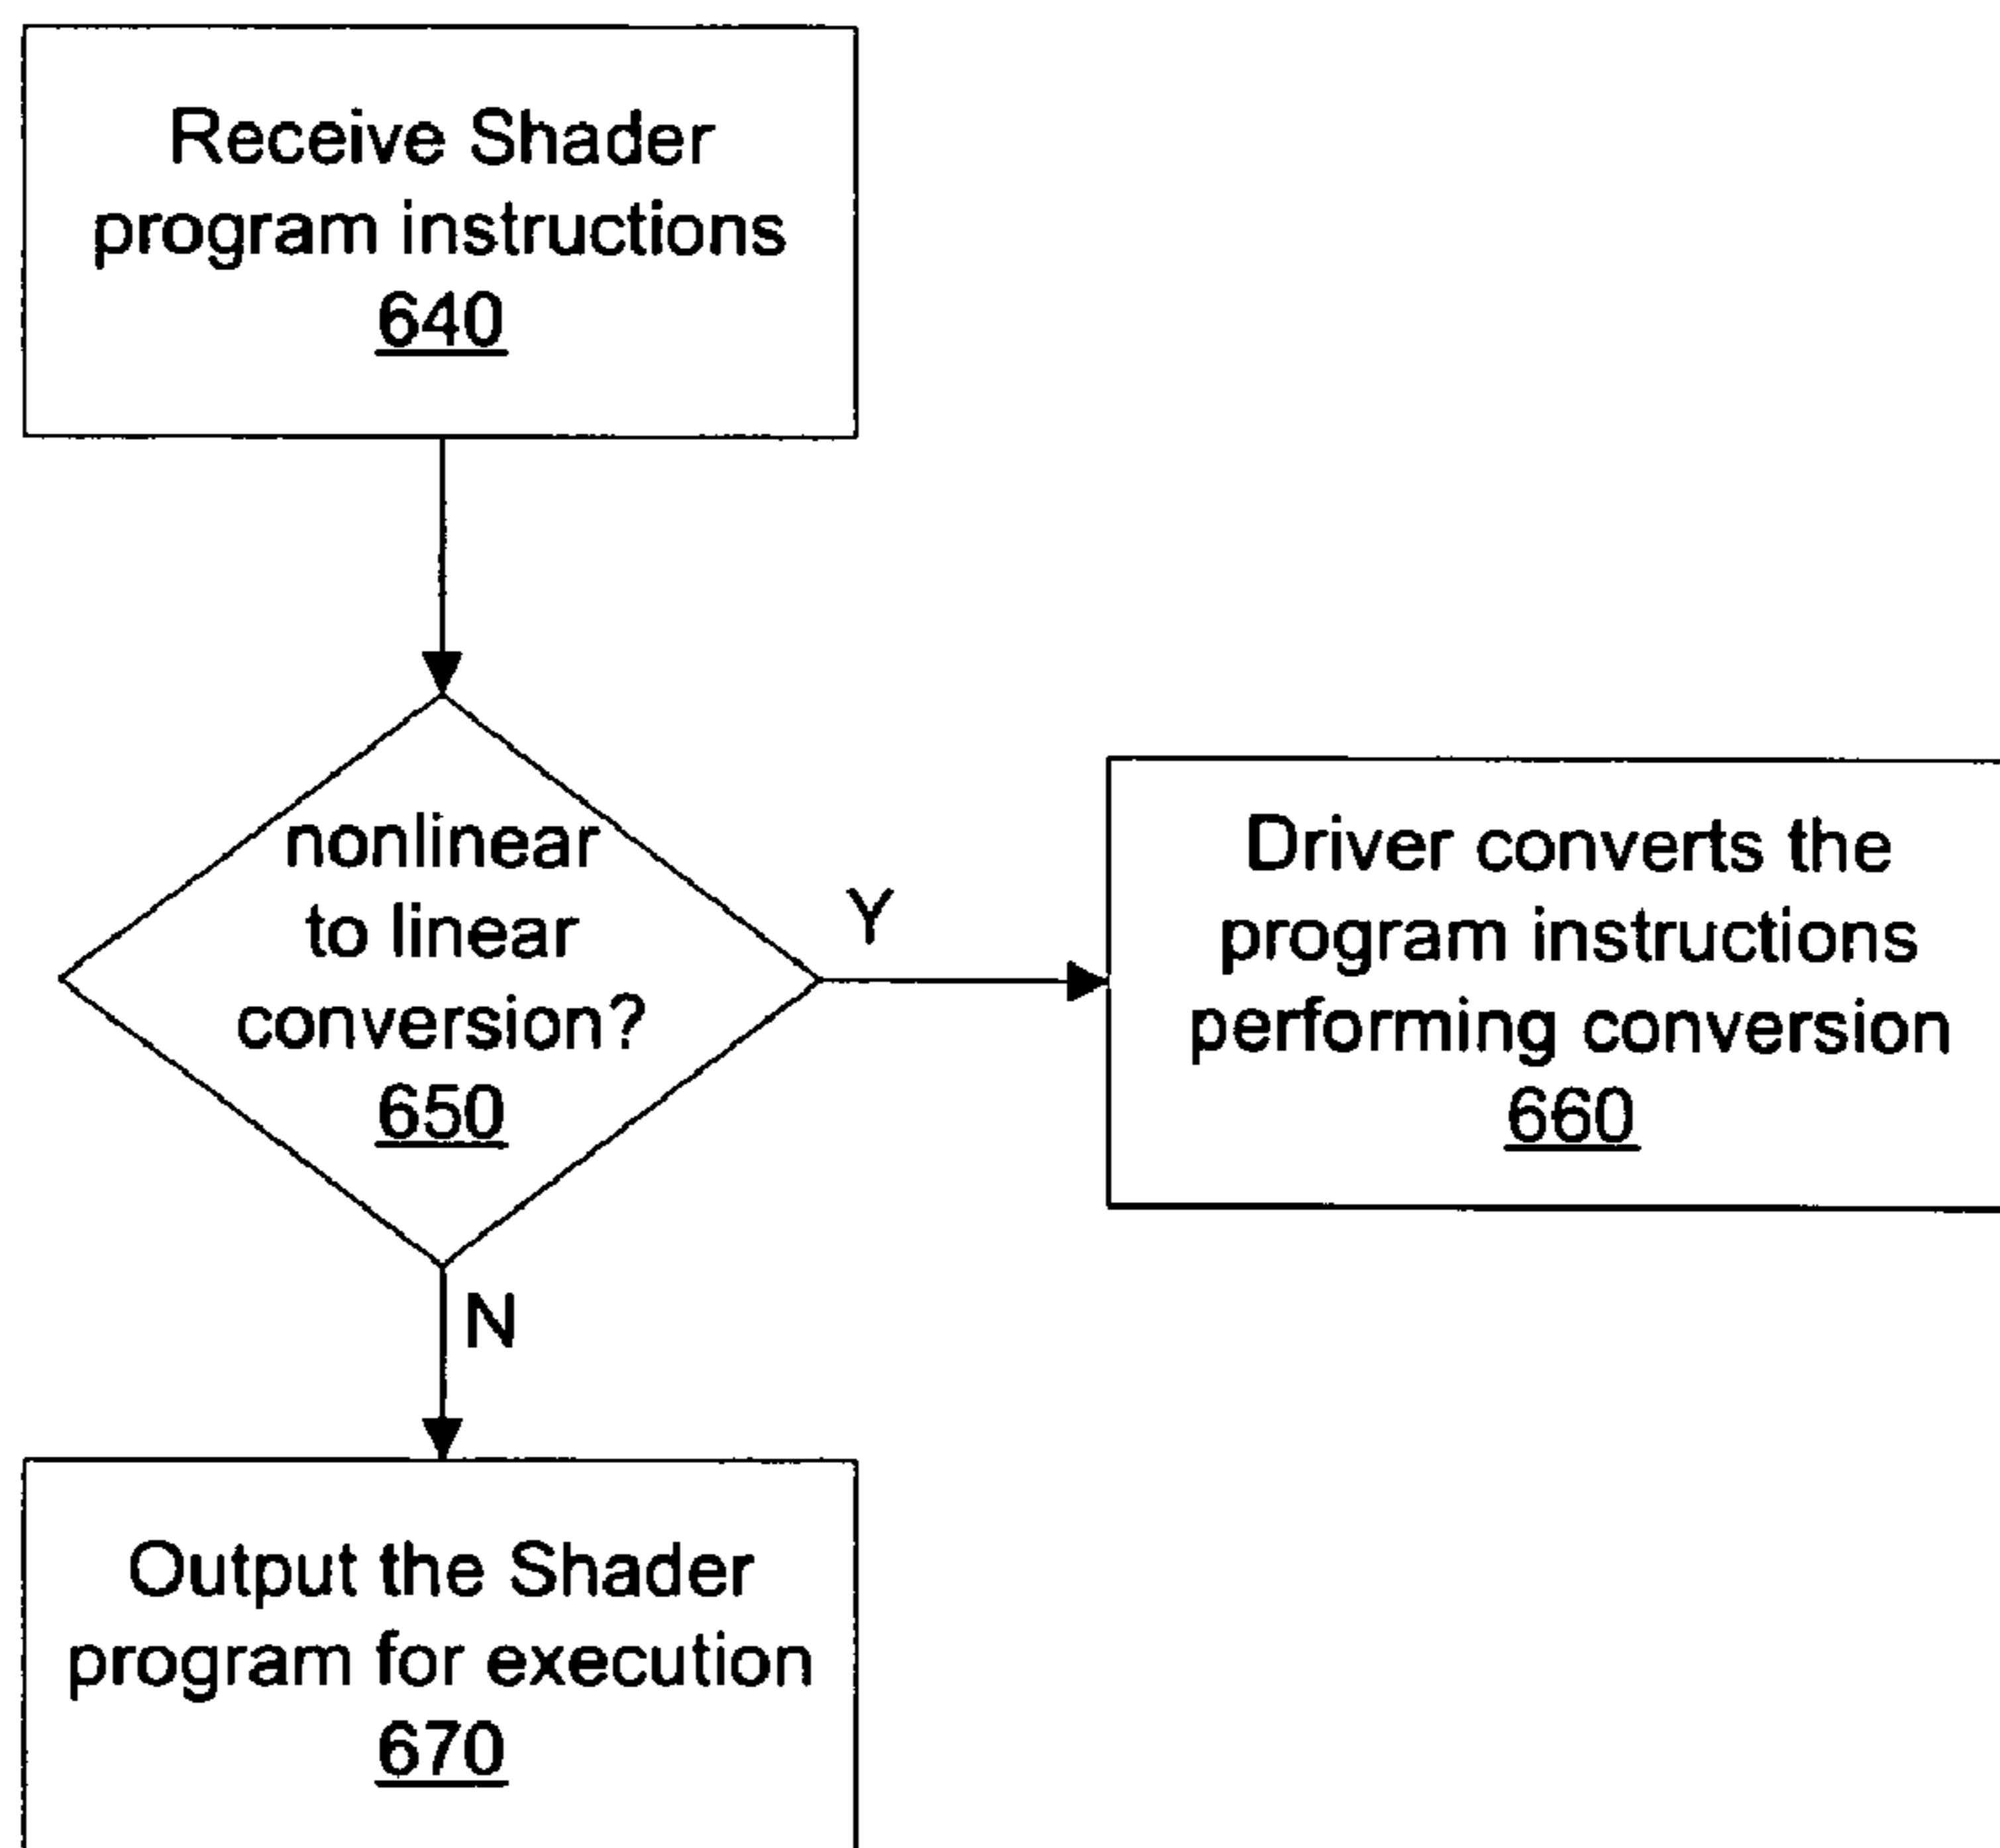 Receive Shader
program instructions
640
nonlinear
to linear
conversion?
650
Y
Driver converts the
program instructions
performing conversion
660
N
Output the Shader
program for execution
670